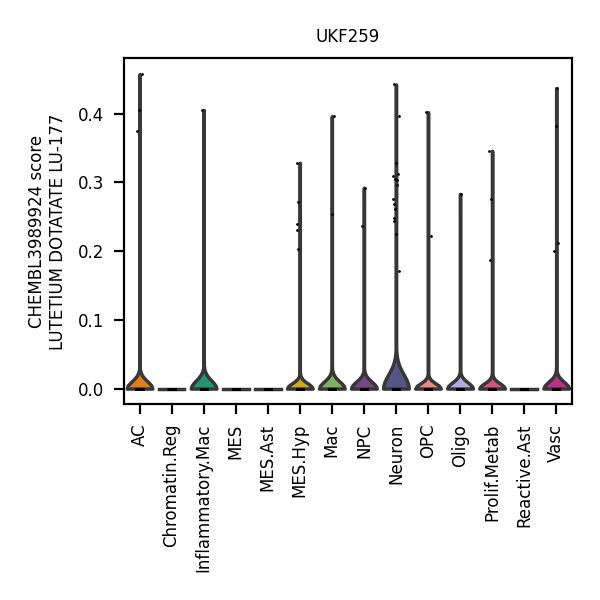 UKF259
CHEMBL3989924 score
LUTETIUM DOTATATE LU-177
0.4
0.3
0.2
0.1
0.0
AC
Chromatin.Reg
Inflammatory.Mac
MES
MES.Ast
MES.Hyp
Mac
NPC
Neuron
OPC
Oligo
Prolif.Metab
Reactive.Ast
Vasc